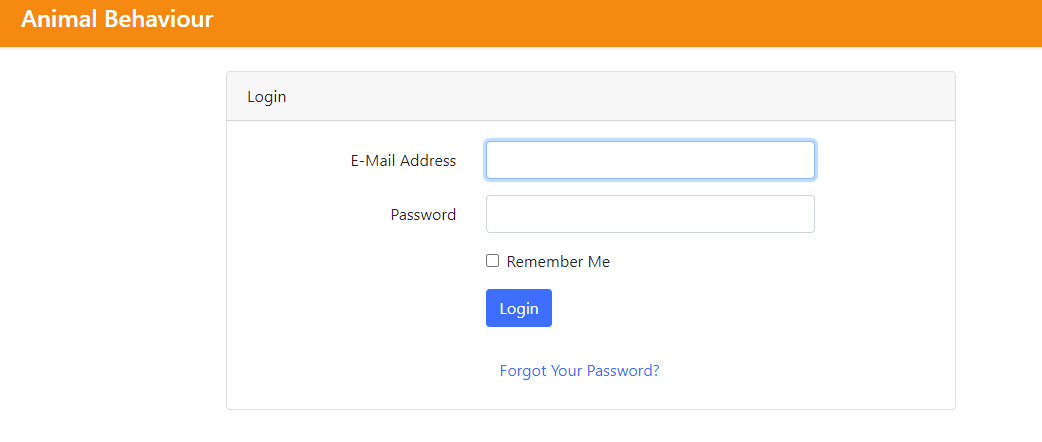 Animal Behaviour
Login
E-Mail Address
Password
Remember Me
Login
Forgot Your Password?